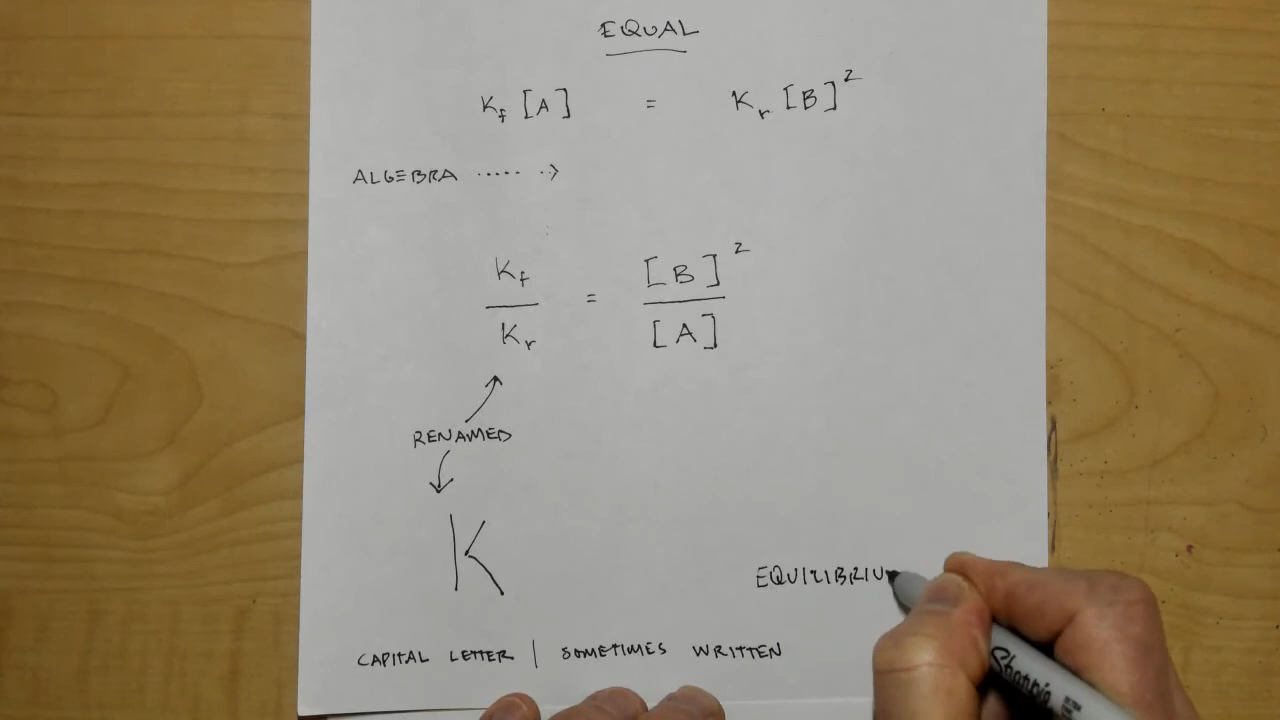 EQUAL
Kf [A] = Kr [B]²
ALGEBRA ..... ..>
Kf / Kr = [B]² / [A]
RENAMED
K
EQUILIBRIU
CAPITAL LETTER | SOMETIMES WRITTEN
Sharpie